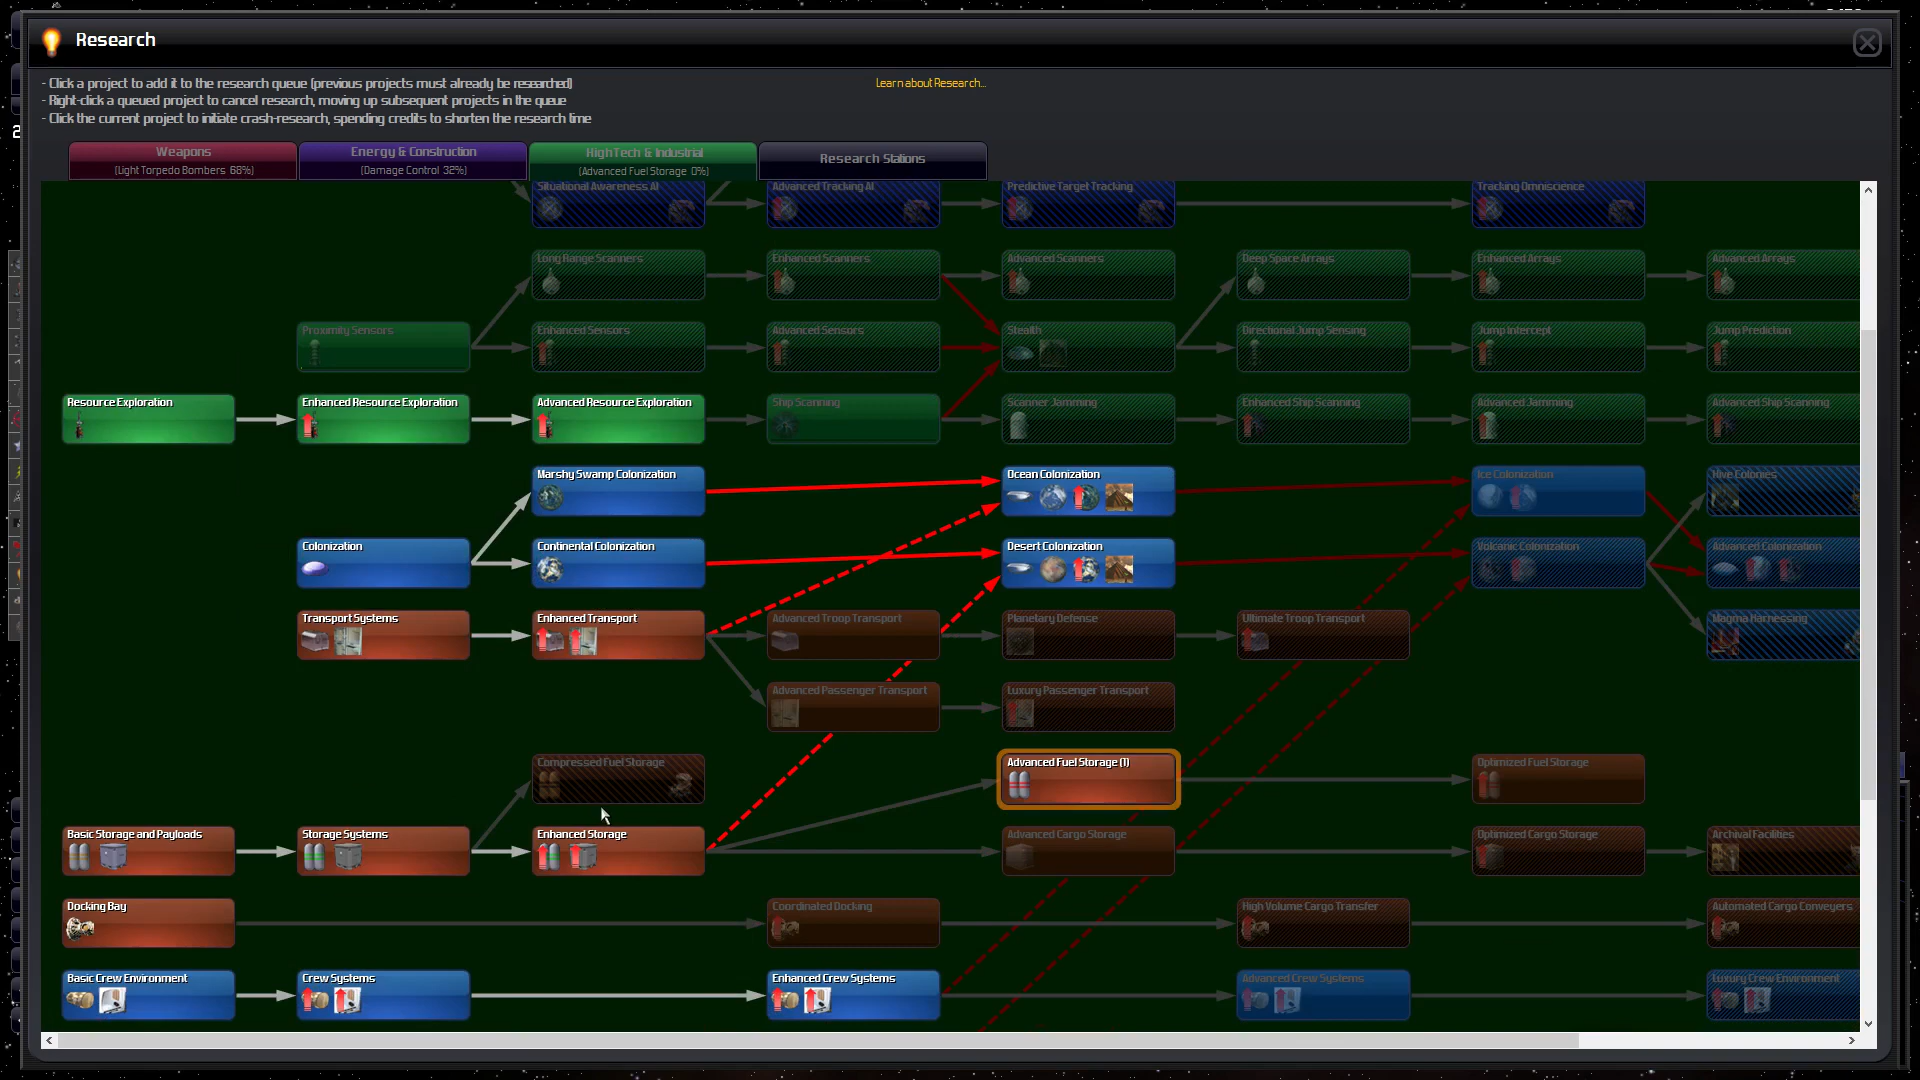 Research
- Click a project to add it to the research queue (previous projects must already be researched)
Learn about Research...
- Right-click a queued project to cancel research, moving up subsequent projects in the queue
- Click the current project to initiate crash-research, spending credits to shorten the research time
Weapons
(Light Torpedo Bombers 68%)
Energy & Construction
(Damage Control 32%)
HighTech & Industrial
(Advanced Fuel Storage 0%)
Research Stations
Situational Awareness AI
Advanced Tracking AI
Predictive Target Tracking
Tracking Omniscience
Long Range Scanners
Enhanced Scanners
Advanced Scanners
Deep Space Arrays
Enhanced Arrays
Advanced Arrays
Proximity Sensors
Enhanced Sensors
Advanced Sensors
Stealth
Directional Jump Sensing
Jump Intercept
Jump Prediction
Resource Exploration
Enhanced Resource Exploration
Advanced Resource Exploration
Ship Scanning
Scanner Jamming
Enhanced Ship Scanning
Advanced Jamming
Advanced Ship Scanning
Marshy Swamp Colonization
Ocean Colonization
Ice Colonization
Hive Colonies
Colonization
Continental Colonization
Desert Colonization
Volcanic Colonization
Advanced Colonization
Transport Systems
Enhanced Transport
Advanced Troop Transport
Planetary Defense
Ultimate Troop Transport
Magma Harnessing
Advanced Passenger Transport
Luxury Passenger Transport
Compressed Fuel Storage
Advanced Fuel Storage (1)
Optimized Fuel Storage
Basic Storage and Payloads
Storage Systems
Enhanced Storage
Advanced Cargo Storage
Optimized Cargo Storage
Archival Facilities
Docking Bay
Coordinated Docking
High Volume Cargo Transfer
Automated Cargo Conveyers
Basic Crew Environment
Crew Systems
Enhanced Crew Systems
Advanced Crew Systems
Luxury Crew Environment